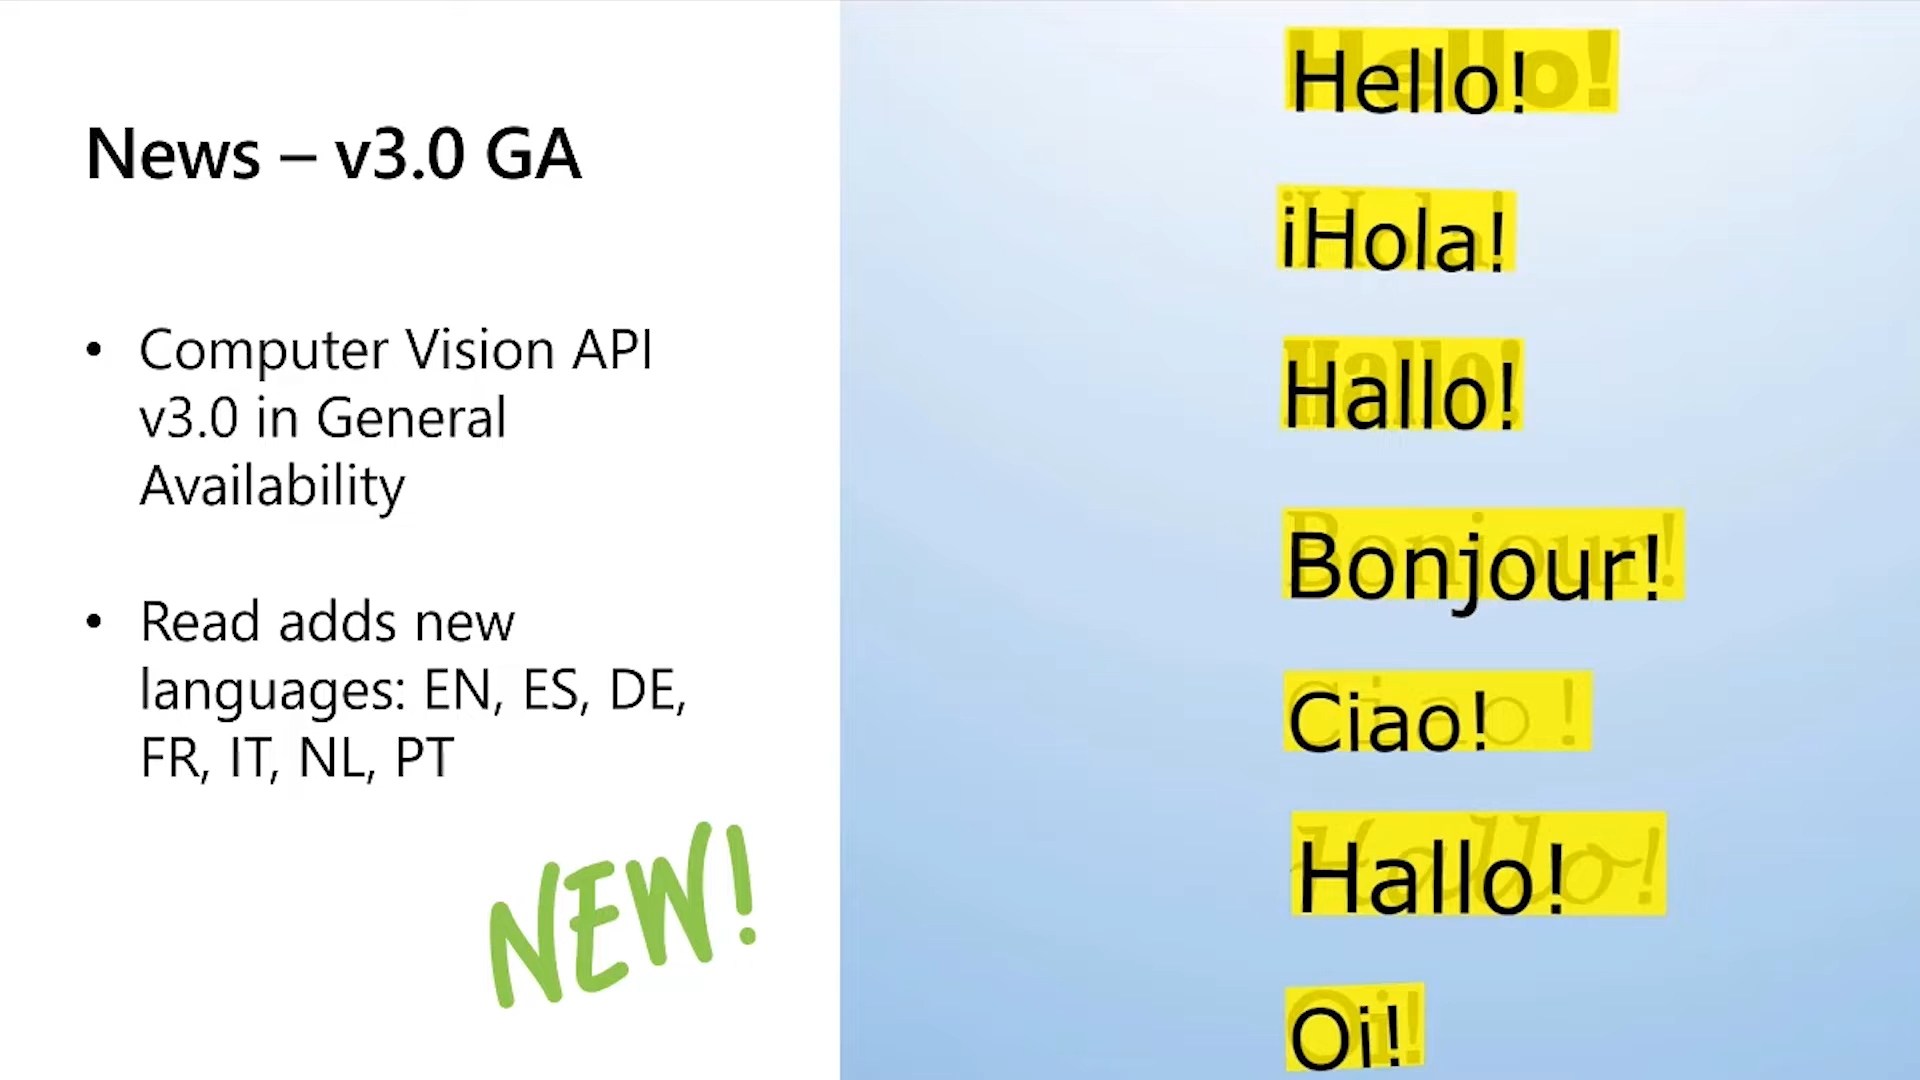 News – v3.0 GA
• Computer Vision API
v3.0 in General
Availability
• Read adds new
languages: EN, ES, DE,
FR, IT, NL, PT
NEW!
Hello!
¡Hola!
Hallo!
Bonjour!
Ciao!
Hallo!
Oi!